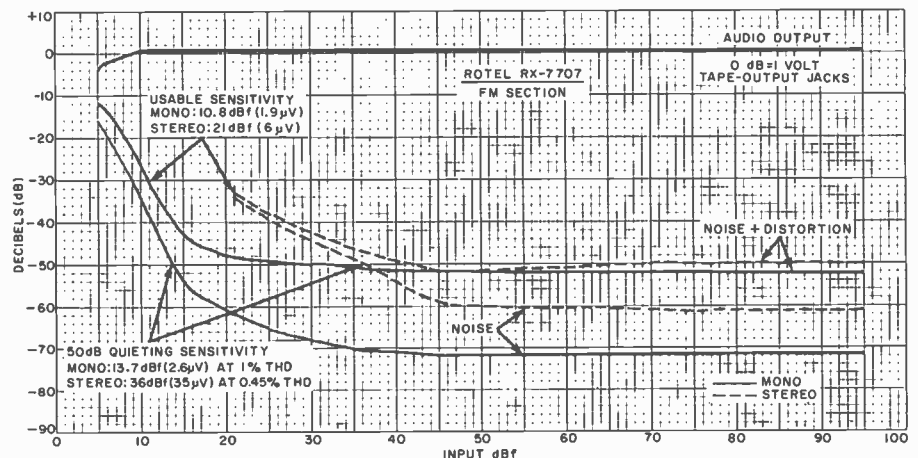 +10
0
-10
-20
-30
-40
-50
-60
-70
-80
-90
DECIBELS (dB)
AUDIO OUTPUT
0 dB=1 VOLT
TAPE-OUTPUT JACKS
ROTEL RX-7707
FM SECTION
USABLE SENSITIVITY
MONO:10.8dBf(1.9μV)
STEREO:21dBf(6μV)
NOISE + DISTORTION
NOISE
50dB QUIETING SENSITIVITY
MONO:13.7dBf(2.6μV) AT 1% THD
STEREO:36dBf(35μV) AT 0.45% THD
MONO
STEREO
0 10 20 30 40 50 60 70 80 90 100
INPUT dBf